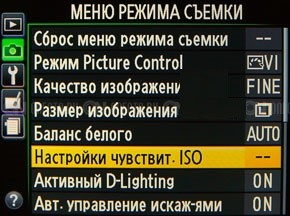 МЕНЮ РЕЖИМА СЪЕМКИ
Сброс меню режима съемки --
Режим Picture Control VI
Качество изображени FINE
Размер изображения
Баланс белого AUTO
Настройки чувствит. ISO --
Активный D-Lighting ON
Авт. управление искаж-ями ON